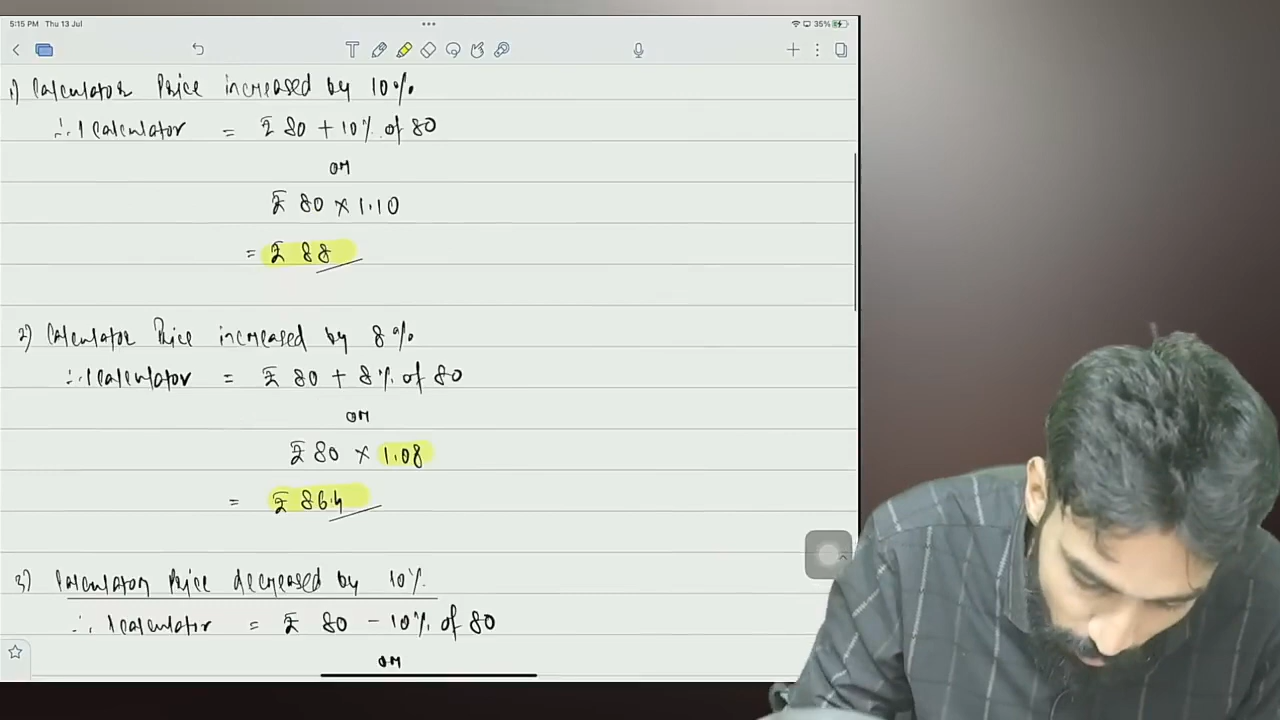 5:15 PM Thu 13 Jul
35%
1) Calculator Price increased by 10%
∴ 1 Calculator = ₹ 80 + 10% of 80
or
₹ 80 × 1.10
= ₹ 88
2) Calculator Price increased by 8%
∴ 1 Calculator = ₹ 80 + 8% of 80
or
₹ 80 × 1.08
= ₹ 86.4
3) Calculator Price decreased by 10%
∴ 1 calculator = ₹ 80 - 10% of 80
or